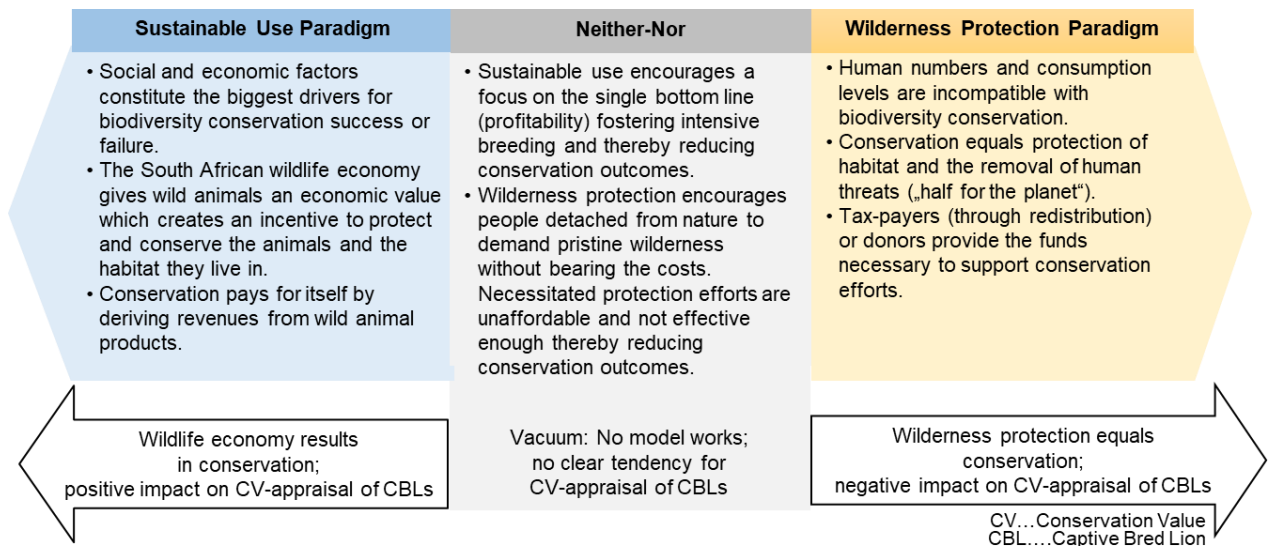 Sustainable Use Paradigm
• Social and economic factors
constitute the biggest drivers for
biodiversity conservation success or
failure.
• The South African wildlife economy
gives wild animals an economic value
which creates an incentive to protect
and conserve the animals and the
habitat they live in.
• Conservation pays for itself by
deriving revenues from wild animal
products.
Neither-Nor
• Sustainable use encourages a
focus on the single bottom line
(profitability) fostering intensive
breeding and thereby reducing
conservation outcomes.
• Wilderness protection encourages
people detached from nature to
demand pristine wilderness
without bearing the costs.
Necessitated protection efforts are
unaffordable and not effective
enough thereby reducing
conservation outcomes.
Wilderness Protection Paradigm
• Human numbers and consumption
levels are incompatible with
biodiversity conservation.
• Conservation equals protection of
habitat and the removal of human
threats („half for the planet“).
• Tax-payers (through redistribution)
or donors provide the funds
necessary to support conservation
efforts.
Wildlife economy results
in conservation;
positive impact on CV-appraisal of CBLs
Vacuum: No model works;
no clear tendency for
CV-appraisal of CBLs
Wilderness protection equals
conservation;
negative impact on CV-appraisal of CBLs
CV…Conservation Value
CBL….Captive Bred Lion